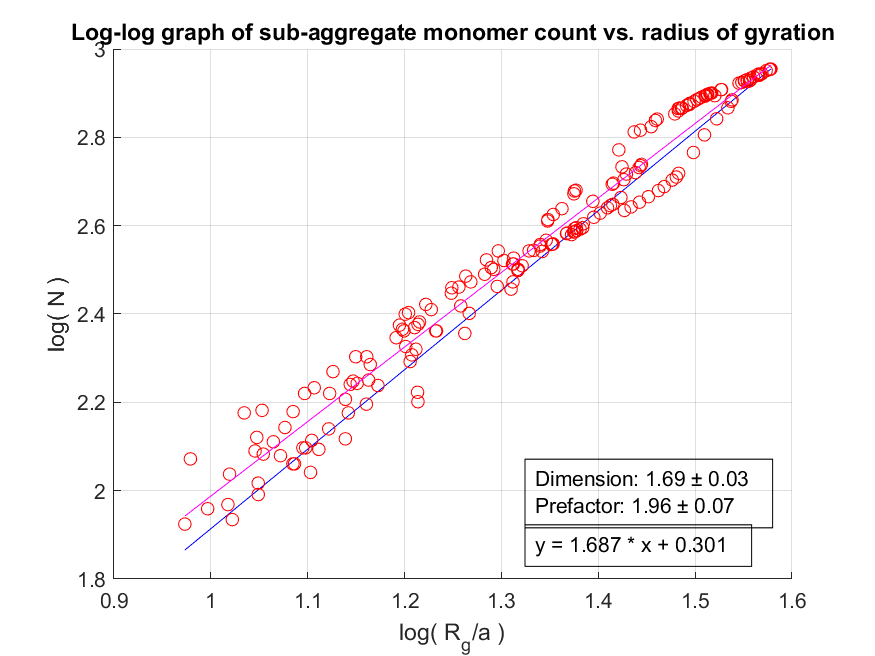 Log-log graph of sub-aggregate monomer count vs. radius of gyration
3
2.8
2.6
2.4
2.2
2
1.8
log( N )
Dimension: 1.69 ± 0.03
Prefactor: 1.96 ± 0.07
y = 1.687 * x + 0.301
0.9 1 1.1 1.2 1.3 1.4 1.5 1.6
log( R_g/a )